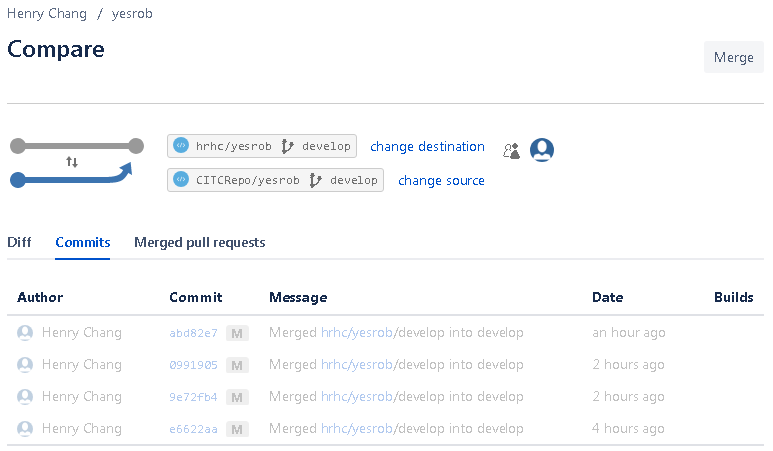 Henry Chang / yesrob
Compare
Merge
hrhc/yesrob develop change destination
CITCRepo/yesrob develop change source
Diff Commits Merged pull requests
Author Commit Message Date Builds
Henry Chang abd82e7 M Merged hrhc/yesrob/develop into develop an hour ago
Henry Chang 0991905 M Merged hrhc/yesrob/develop into develop 2 hours ago
Henry Chang 9e72fb4 M Merged hrhc/yesrob/develop into develop 2 hours ago
Henry Chang e6622aa M Merged hrhc/yesrob/develop into develop 4 hours ago